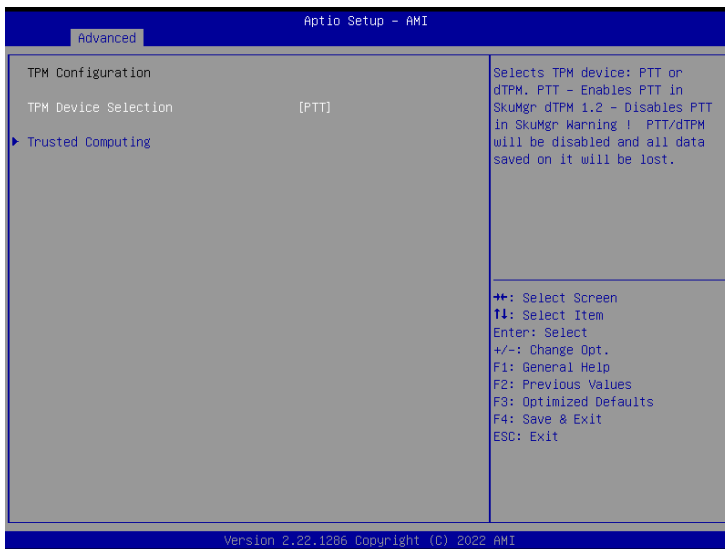 Aptio Setup – AMI
Advanced
TPM Configuration
TPM Device Selection [PTT]
Trusted Computing
Selects TPM device: PTT or
dTPM. PTT – Enables PTT in
SkuMgr dTPM 1.2 – Disables PTT
in SkuMgr Warning ! PTT/dTPM
will be disabled and all data
saved on it will be lost.
→←: Select Screen
↑↓: Select Item
Enter: Select
+/–: Change Opt.
F1: General Help
F2: Previous Values
F3: Optimized Defaults
F4: Save & Exit
ESC: Exit
Version 2.22.1286 Copyright (C) 2022 AMI